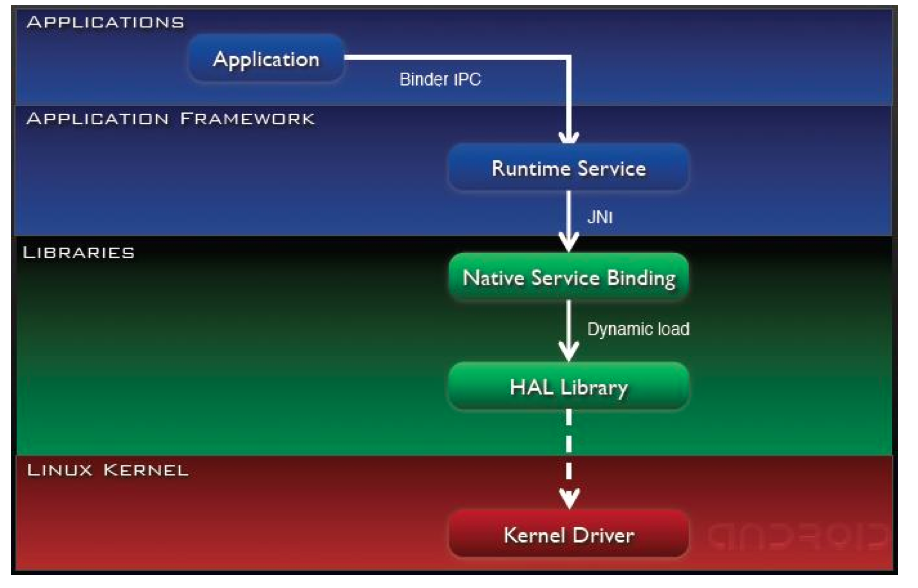 APPLICATIONS
Application
Binder IPC
APPLICATION FRAMEWORK
Runtime Service
JNI
LIBRARIES
Native Service Binding
Dynamic load
HAL Library
LINUX KERNEL
Kernel Driver
ANDROID